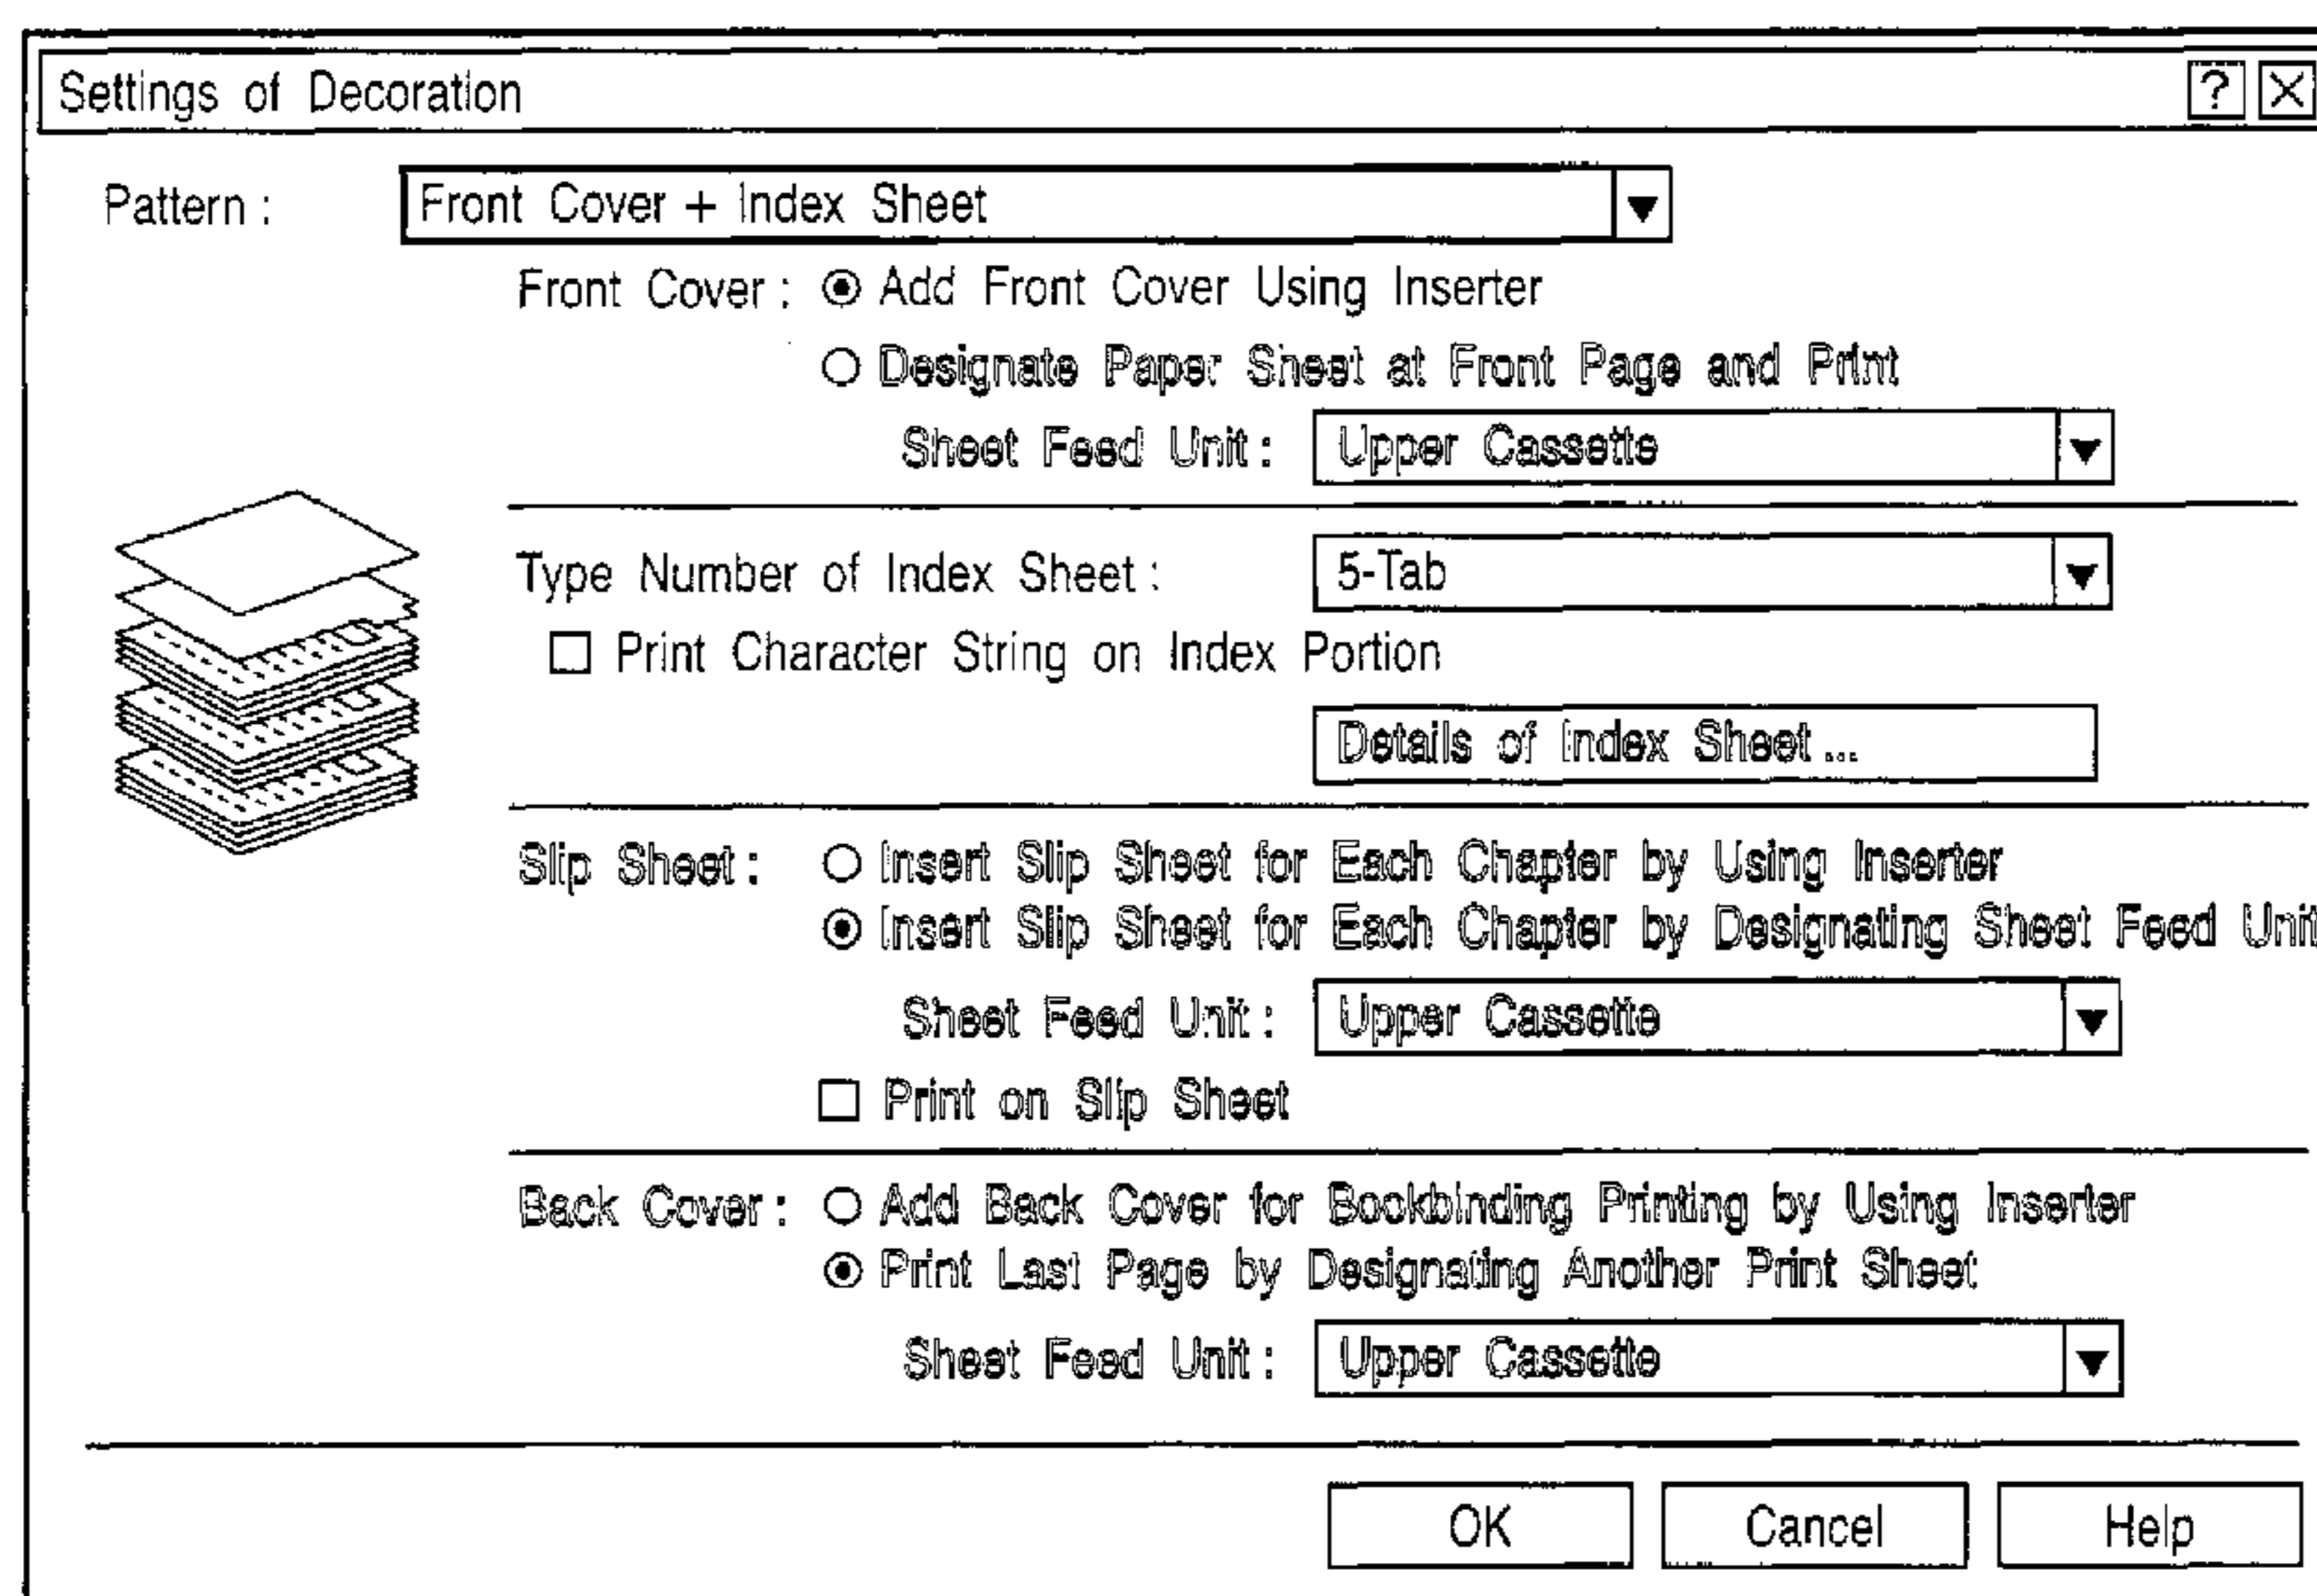 Settings of Decoration ? X
Pattern : Front Cover + Index Sheet
Front Cover : Add Front Cover Using Inserter
Designate Paper Sheet at Front Page and Print
Sheet Feed Unit : Upper Cassette
Type Number of Index Sheet : 5-Tab
Print Character String on Index Portion
Details of Index Sheet ...
Slip Sheet : Insert Slip Sheet for Each Chapter by Using Inserter
Insert Slip Sheet for Each Chapter by Designating Sheet Feed Unit
Sheet Feed Unit : Upper Cassette
Print on Slip Sheet
Back Cover : Add Back Cover for Bookbinding Printing by Using Inserter
Print Last Page by Designating Another Print Sheet
Sheet Feed Unit : Upper Cassette
OK Cancel Help